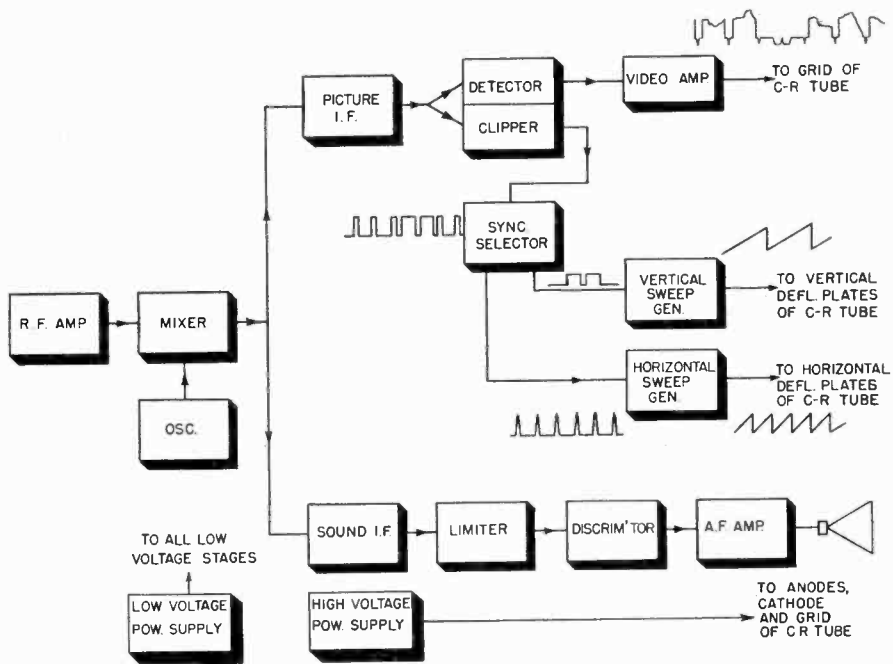 PICTURE
I.F.
DETECTOR
CLIPPER
VIDEO AMP.
TO GRID OF
C-R TUBE
SYNC.
SELECTOR
VERTICAL
SWEEP
GEN.
TO VERTICAL
DEFL. PLATES
OF C-R TUBE
R.F. AMP
MIXER
HORIZONTAL
SWEEP
GEN.
TO HORIZONTAL
DEFL. PLATES
OF C-R TUBE
OSC.
SOUND I.F.
LIMITER
DISCRIM'TOR
A.F. AMP.
TO ALL LOW
VOLTAGE STAGES
LOW VOLTAGE
POW. SUPPLY
HIGH VOLTAGE
POW. SUPPLY
TO ANODES,
CATHODE
AND GRID
OF C R TUBE